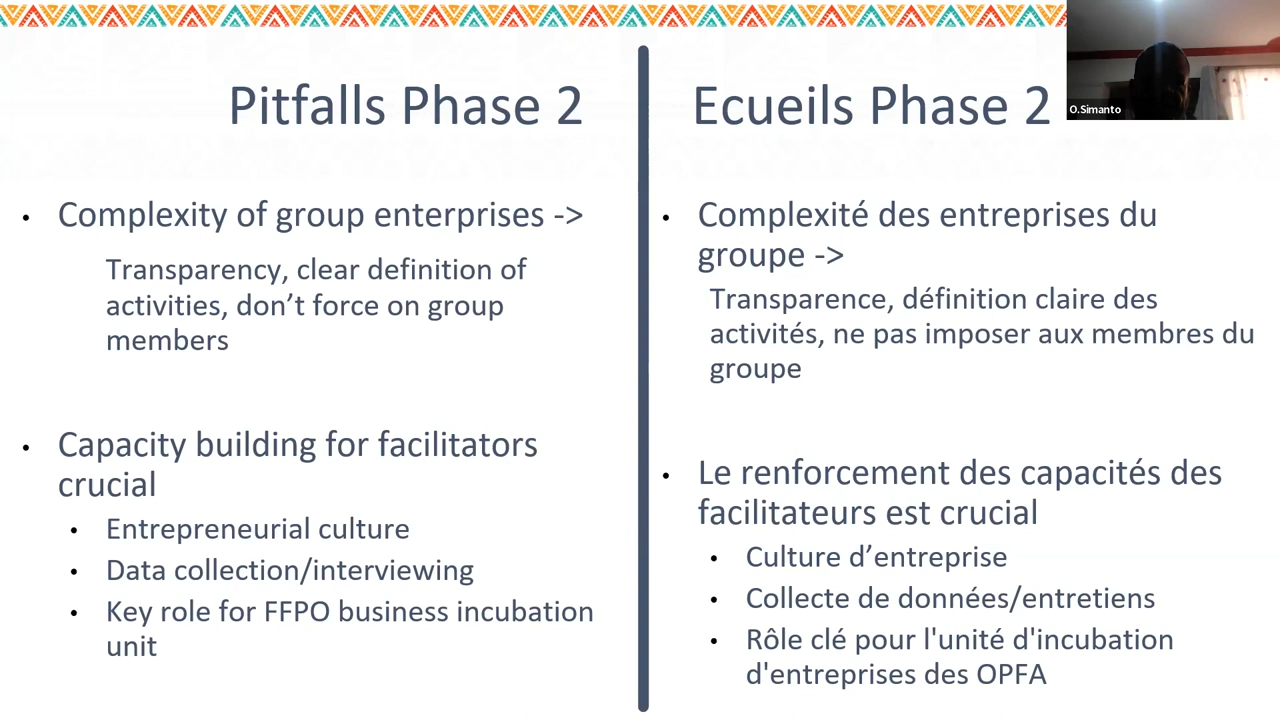 Pitfalls Phase 2
• Complexity of group enterprises ->
Transparency, clear definition of
activities, don’t force on group
members
• Capacity building for facilitators
crucial
• Entrepreneurial culture
• Data collection/interviewing
• Key role for FFPO business incubation
unit
Ecueils Phase 2
• Complexité des entreprises du
groupe ->
Transparence, définition claire des
activités, ne pas imposer aux membres du
groupe
• Le renforcement des capacités des
facilitateurs est crucial
• Culture d’entreprise
• Collecte de données/entretiens
• Rôle clé pour l'unité d'incubation
d'entreprises des OPFA
O.Simanto